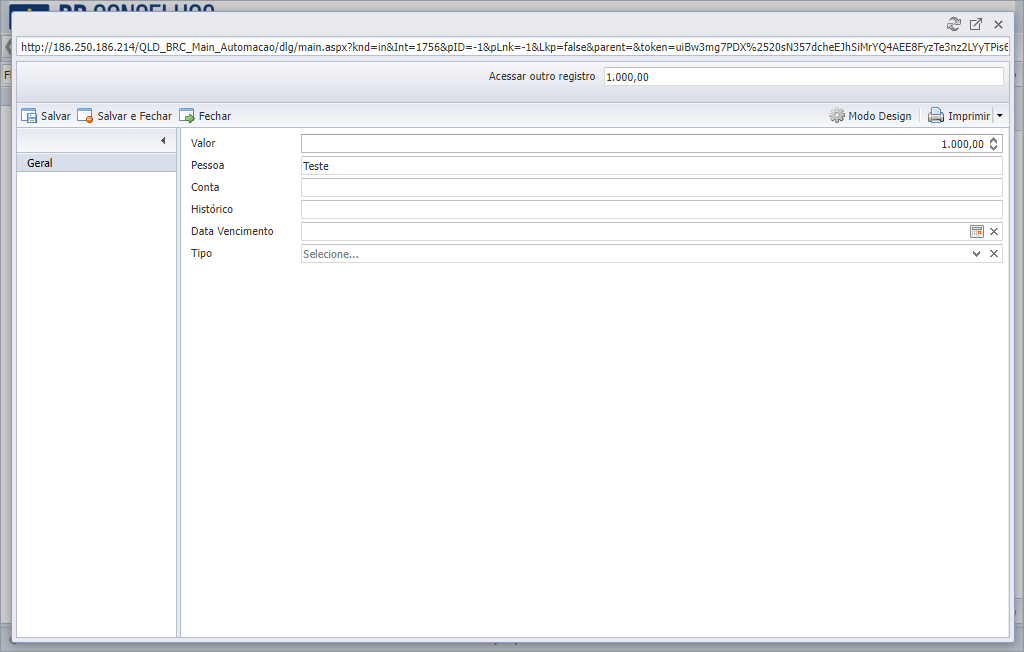 http://186.250.186.214/QLD_BRC_Main_Automacao/dlg/main.aspx?knd=in&Int=1756&pID=-1&pLnk=-1&Lkp=false&parent=&token=uiBw3mg7PDX%2520sN357dcheEJhSiMrYQ4AEE8FyzTe3nz2LYyTPis6
Acessar outro registro 1.000,00
Salvar Salvar e Fechar Fechar Modo Design Imprimir
Geral
Valor 1.000,00
Pessoa Teste
Conta
Histórico
Data Vencimento
Tipo Selecione...